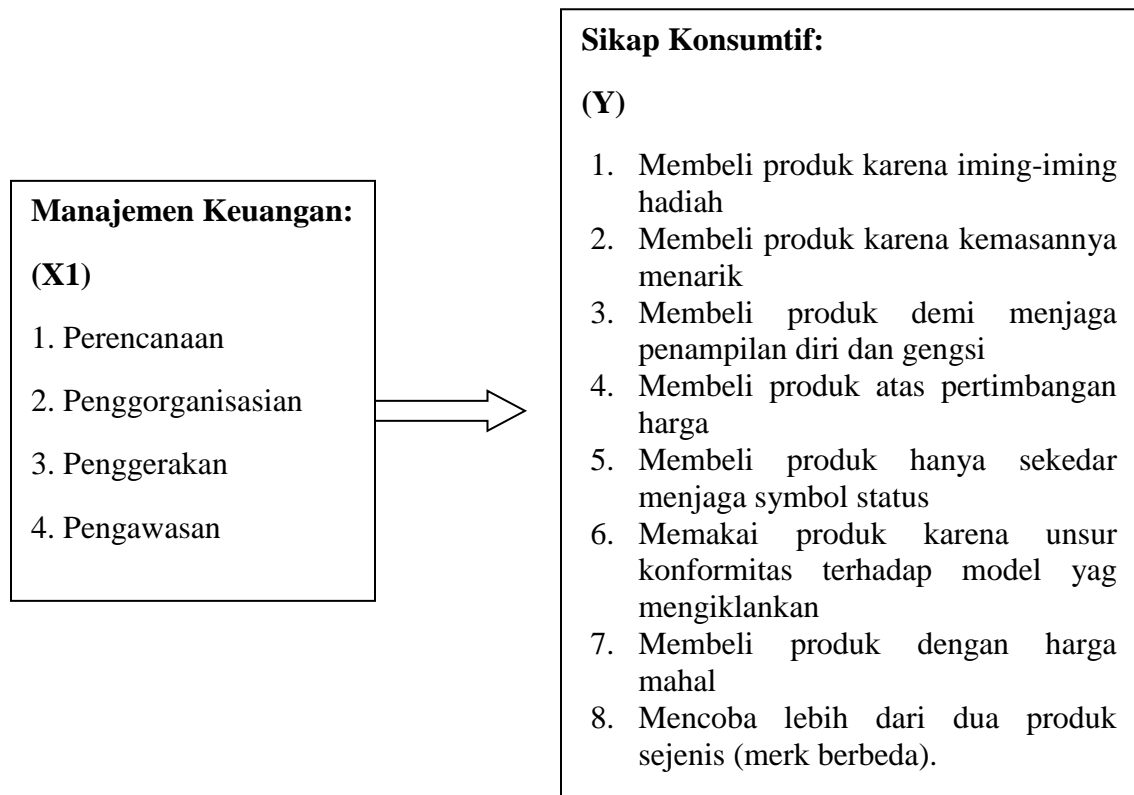 Manajemen Keuangan:
(X1)
1. Perencanaan
2. Penggorganisasian
3. Penggerakan
4. Pengawasan
Sikap Konsumtif:
(Y)
1. Membeli produk karena iming-iming
hadiah
2. Membeli produk karena kemasannya
menarik
3. Membeli produk demi menjaga
penampilan diri dan gengsi
4. Membeli produk atas pertimbangan
harga
5. Membeli produk hanya sekedar
menjaga symbol status
6. Memakai produk karena unsur
konformitas terhadap model yag
mengiklankan
7. Membeli produk dengan harga
mahal
8. Mencoba lebih dari dua produk
sejenis (merk berbeda).